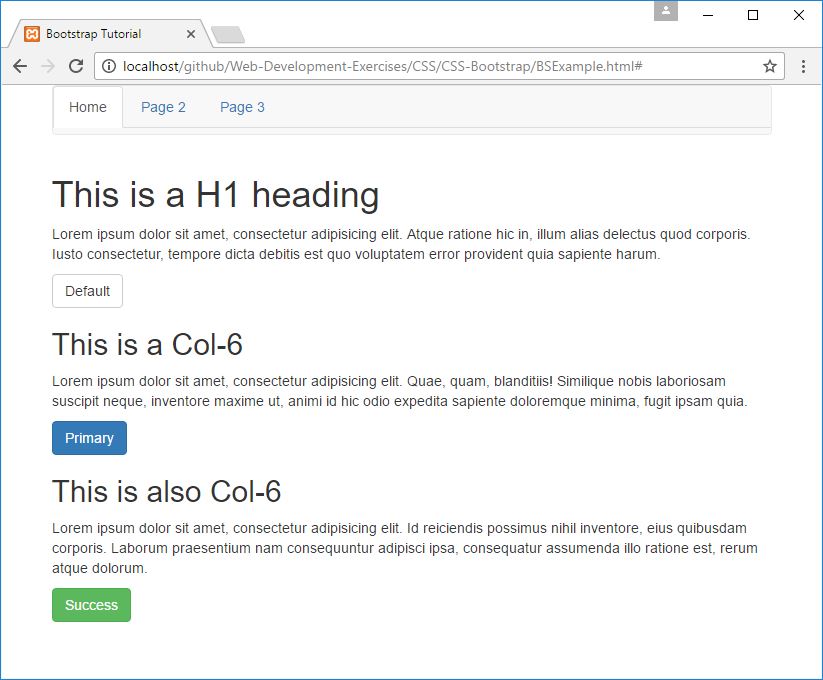 Bootstrap Tutorial
localhost/github/Web-Development-Exercises/CSS/CSS-Bootstrap/BSExample.html#
Home Page 2 Page 3
This is a H1 heading
Lorem ipsum dolor sit amet, consectetur adipisicing elit. Atque ratione hic in, illum alias delectus quod corporis.
Iusto consectetur, tempore dicta debitis est quo voluptatem error provident quia sapiente harum.
Default
This is a Col-6
Lorem ipsum dolor sit amet, consectetur adipisicing elit. Quae, quam, blanditiis! Similique nobis laboriosam
suscipit neque, inventore maxime ut, animi id hic odio expedita sapiente doloremque minima, fugit ipsam quia.
Primary
This is also Col-6
Lorem ipsum dolor sit amet, consectetur adipisicing elit. Id reiciendis possimus nihil inventore, eius quibusdam
corporis. Laborum praesentium nam consequuntur adipisci ipsa, consequatur assumenda illo ratione est, rerum
atque dolorum.
Success